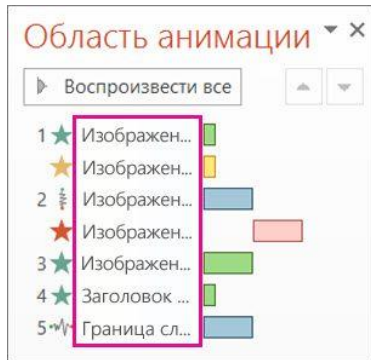 Область анимации
Воспроизвести все
1 Изображен...
Изображен...
2 Изображен...
Изображен...
3 Изображен...
4 Заголовок ...
5 Граница сл...